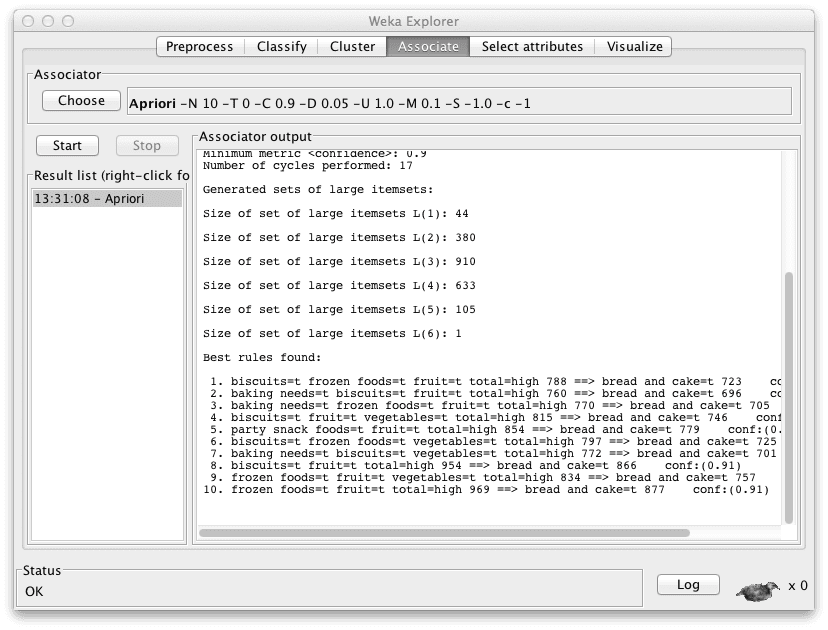 Weka Explorer
Preprocess Classify Cluster Associate Select attributes Visualize
Associator
Choose Apriori -N 10 -T 0 -C 0.9 -D 0.05 -U 1.0 -M 0.1 -S -1.0 -c -1
Start Stop
Result list (right-click fo
13:31:08 - Apriori
Associator output
Minimum metric <confidence>: 0.9
Number of cycles performed: 17
Generated sets of large itemsets:
Size of set of large itemsets L(1): 44
Size of set of large itemsets L(2): 380
Size of set of large itemsets L(3): 910
Size of set of large itemsets L(4): 633
Size of set of large itemsets L(5): 105
Size of set of large itemsets L(6): 1
Best rules found:
1. biscuits=t frozen foods=t fruit=t total=high 788 ==> bread and cake=t 723 co
2. baking needs=t biscuits=t fruit=t total=high 760 ==> bread and cake=t 696 co
3. baking needs=t frozen foods=t fruit=t total=high 770 ==> bread and cake=t 705
4. biscuits=t fruit=t vegetables=t total=high 815 ==> bread and cake=t 746 conf
5. party snack foods=t fruit=t total=high 854 ==> bread and cake=t 779 conf:(0.
6. biscuits=t frozen foods=t vegetables=t total=high 797 ==> bread and cake=t 725
7. baking needs=t biscuits=t vegetables=t total=high 772 ==> bread and cake=t 701
8. biscuits=t fruit=t total=high 954 ==> bread and cake=t 866 conf:(0.91)
9. frozen foods=t fruit=t vegetables=t total=high 834 ==> bread and cake=t 757
10. frozen foods=t fruit=t total=high 969 ==> bread and cake=t 877 conf:(0.91)
Status
OK
Log
x 0